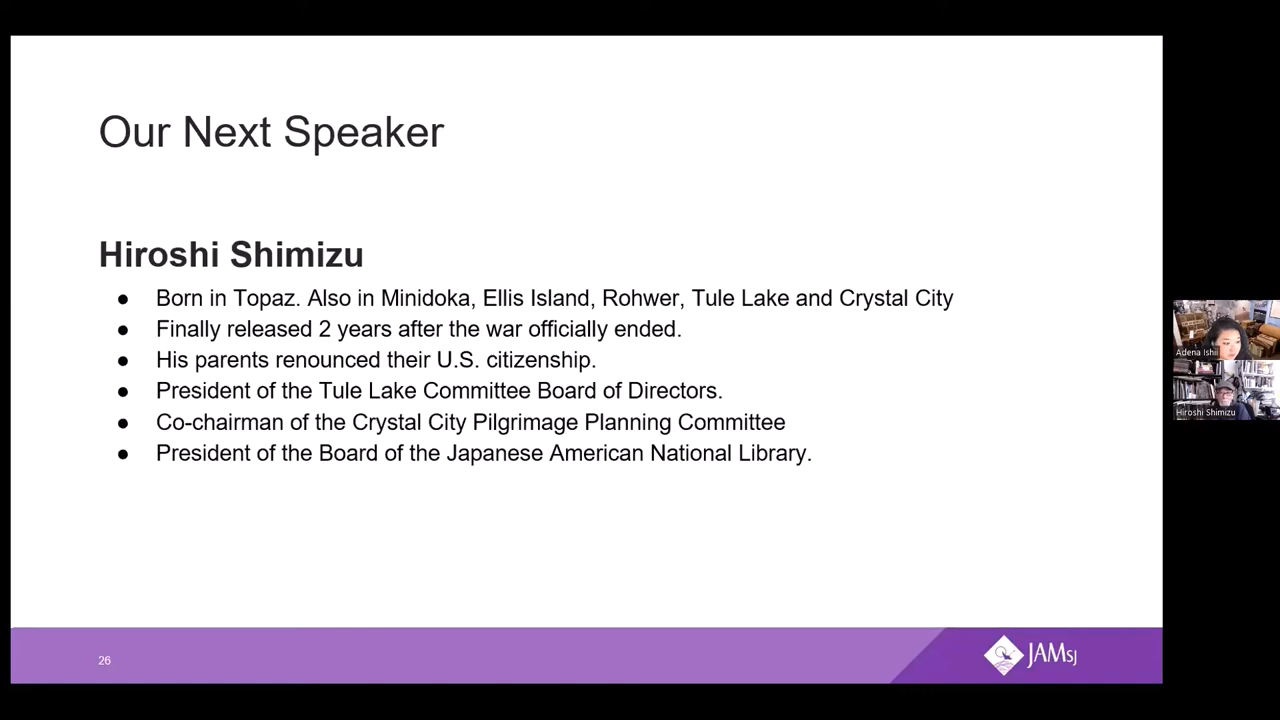 Our Next Speaker
Hiroshi Shimizu
● Born in Topaz. Also in Minidoka, Ellis Island, Rohwer, Tule Lake and Crystal City
● Finally released 2 years after the war officially ended.
● His parents renounced their U.S. citizenship.
● President of the Tule Lake Committee Board of Directors.
● Co-chairman of the Crystal City Pilgrimage Planning Committee
● President of the Board of the Japanese American National Library.
Adena Ishii
Hiroshi Shimizu
26
JAMsj